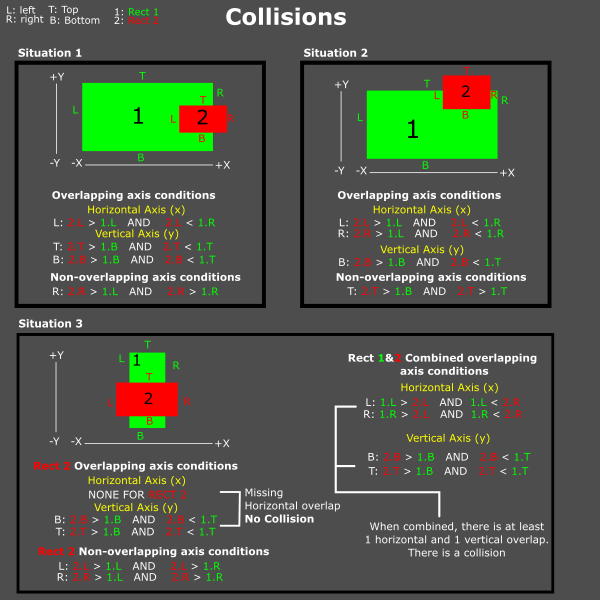 L: left T: Top 1: Rect 1
R: right B: Bottom 2: Rect 2
Collisions
Situation 1
+Y
T
R
L
1
L
T
2
R
B
-Y
-X
B
+X
Overlapping axis conditions
Horizontal Axis (x)
L: 2.L > 1.L AND 2.L < 1.R
Vertical Axis (y)
T: 2.T > 1.B AND 2.T < 1.T
B: 2.B > 1.B AND 2.B < 1.T
Non-overlapping axis conditions
R: 2.R > 1.L AND 2.R > 1.R
Situation 2
+Y
T
T
L
2
R
R
L
1
B
-Y
-X
B
+X
Overlapping axis conditions
Horizontal Axis (x)
L: 2.L > 1.L AND 2.L < 1.R
R: 2.R > 1.L AND 2.R < 1.R
Vertical Axis (y)
B: 2.B > 1.B AND 2.B < 1.T
Non-overlapping axis conditions
T: 2.T > 1.B AND 2.T > 1.T
Situation 3
+Y
T
L
1
R
T
L
2
R
B
B
-Y
-X
+X
Rect 2 Overlapping axis conditions
Horizontal Axis (x)
NONE FOR RECT 2
Vertical Axis (y)
B: 2.B > 1.B AND 2.B < 1.T
T: 2.T > 1.B AND 2.T < 1.T
Missing
Horizontal overlap
No Collision
Rect 2 Non-overlapping axis conditions
L: 2.L > 1.L AND 2.L > 1.R
R: 2.R > 1.L AND > 1.R
Rect 1&2 Combined overlapping
axis conditions
Horizontal Axis (x)
L: 1.L > 2.L AND 1.L < 2.R
R: 1.R > 2.L AND 1.R < 2.R
Vertical Axis (y)
B: 2.B > 1.B AND 2.B < 1.T
T: 2.T > 1.B AND 2.T < 1.T
When combined, there is at least
1 horizontal and 1 vertical overlap.
There is a collision